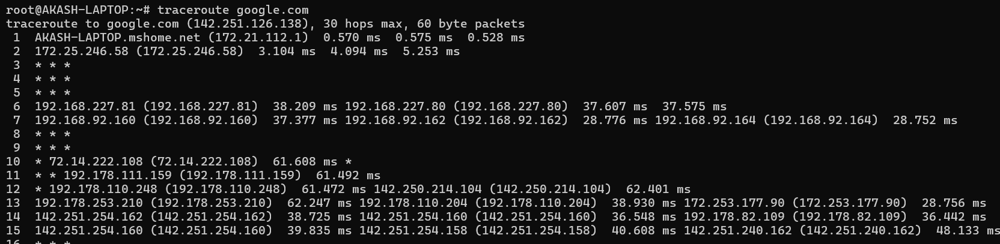 root@AKASH-LAPTOP:~# traceroute google.com
traceroute to google.com (142.251.126.138), 30 hops max, 60 byte packets
 1  AKASH-LAPTOP.mshome.net (172.21.112.1)  0.570 ms  0.575 ms  0.528 ms
 2  172.25.246.58 (172.25.246.58)  3.104 ms  4.094 ms  5.253 ms
 3  * * *
 4  * * *
 5  * * *
 6  192.168.227.81 (192.168.227.81)  38.209 ms 192.168.227.80 (192.168.227.80)  37.607 ms  37.575 ms
 7  192.168.92.160 (192.168.92.160)  37.377 ms 192.168.92.162 (192.168.92.162)  28.776 ms 192.168.92.164 (192.168.92.164)  28.752 ms
 8  * * *
 9  * * *
10  * 72.14.222.108 (72.14.222.108)  61.608 ms *
11  * * 192.178.111.159 (192.178.111.159)  61.492 ms
12  * 192.178.110.248 (192.178.110.248)  61.472 ms 142.250.214.104 (142.250.214.104)  62.401 ms
13  192.178.253.210 (192.178.253.210)  62.247 ms 192.178.110.204 (192.178.110.204)  38.930 ms 172.253.177.90 (172.253.177.90)  28.756 ms
14  142.251.254.162 (142.251.254.162)  38.725 ms 142.251.254.160 (142.251.254.160)  36.548 ms 192.178.82.109 (192.178.82.109)  36.442 ms
15  142.251.254.160 (142.251.254.160)  39.835 ms 142.251.254.158 (142.251.254.158)  40.608 ms 142.251.240.162 (142.251.240.162)  48.133 ms
16  * * *